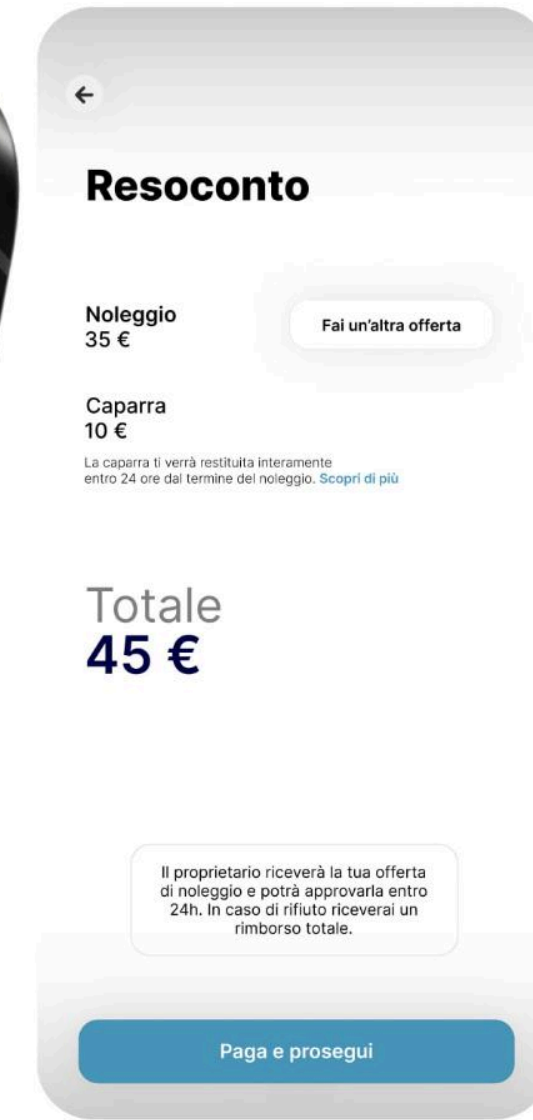 Resoconto
Noleggio
35 €
Fai un'altra offerta
Caparra
10 €
La caparra ti verrà restituita interamente
entro 24 ore dal termine del noleggio. Scopri di più
Totale
45 €
Il proprietario riceverà la tua offerta
di noleggio e potrà approvarla entro
24h. In caso di rifiuto riceverai un
rimborso totale.
Paga e prosegui